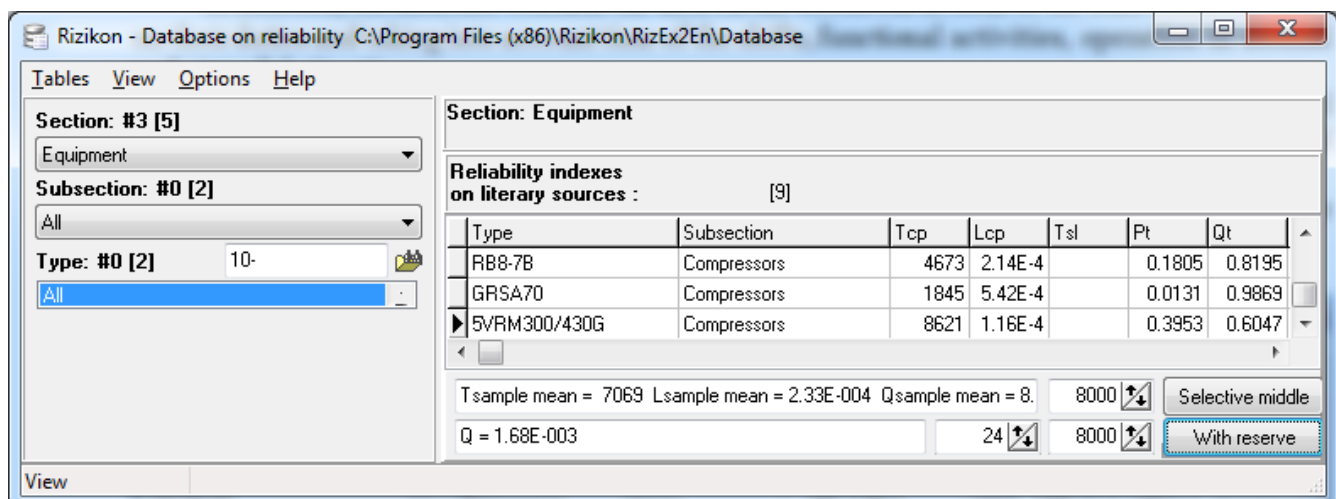 Rizikon - Database on reliability C:\Program Files (x86)\Rizikon\RizEx2En\Database
Tables View Options Help
Section: #3 [5]
Equipment
Subsection: #0 [2]
All
Type: #0 [2] 10-
All
Section: Equipment
Reliability indexes
on literary sources : [9]
Type Subsection Tcp Lcp Tsl Pt Qt
RB8-7B Compressors 4673 2.14E-4 0.1805 0.8195
GRSA70 Compressors 1845 5.42E-4 0.0131 0.9869
5VRM300/430G Compressors 8621 1.16E-4 0.3953 0.6047
Tsample mean = 7069 Lsample mean = 2.33E-004 Qsample mean = 8. 8000 Selective middle
Q = 1.68E-003 24 8000 With reserve
View